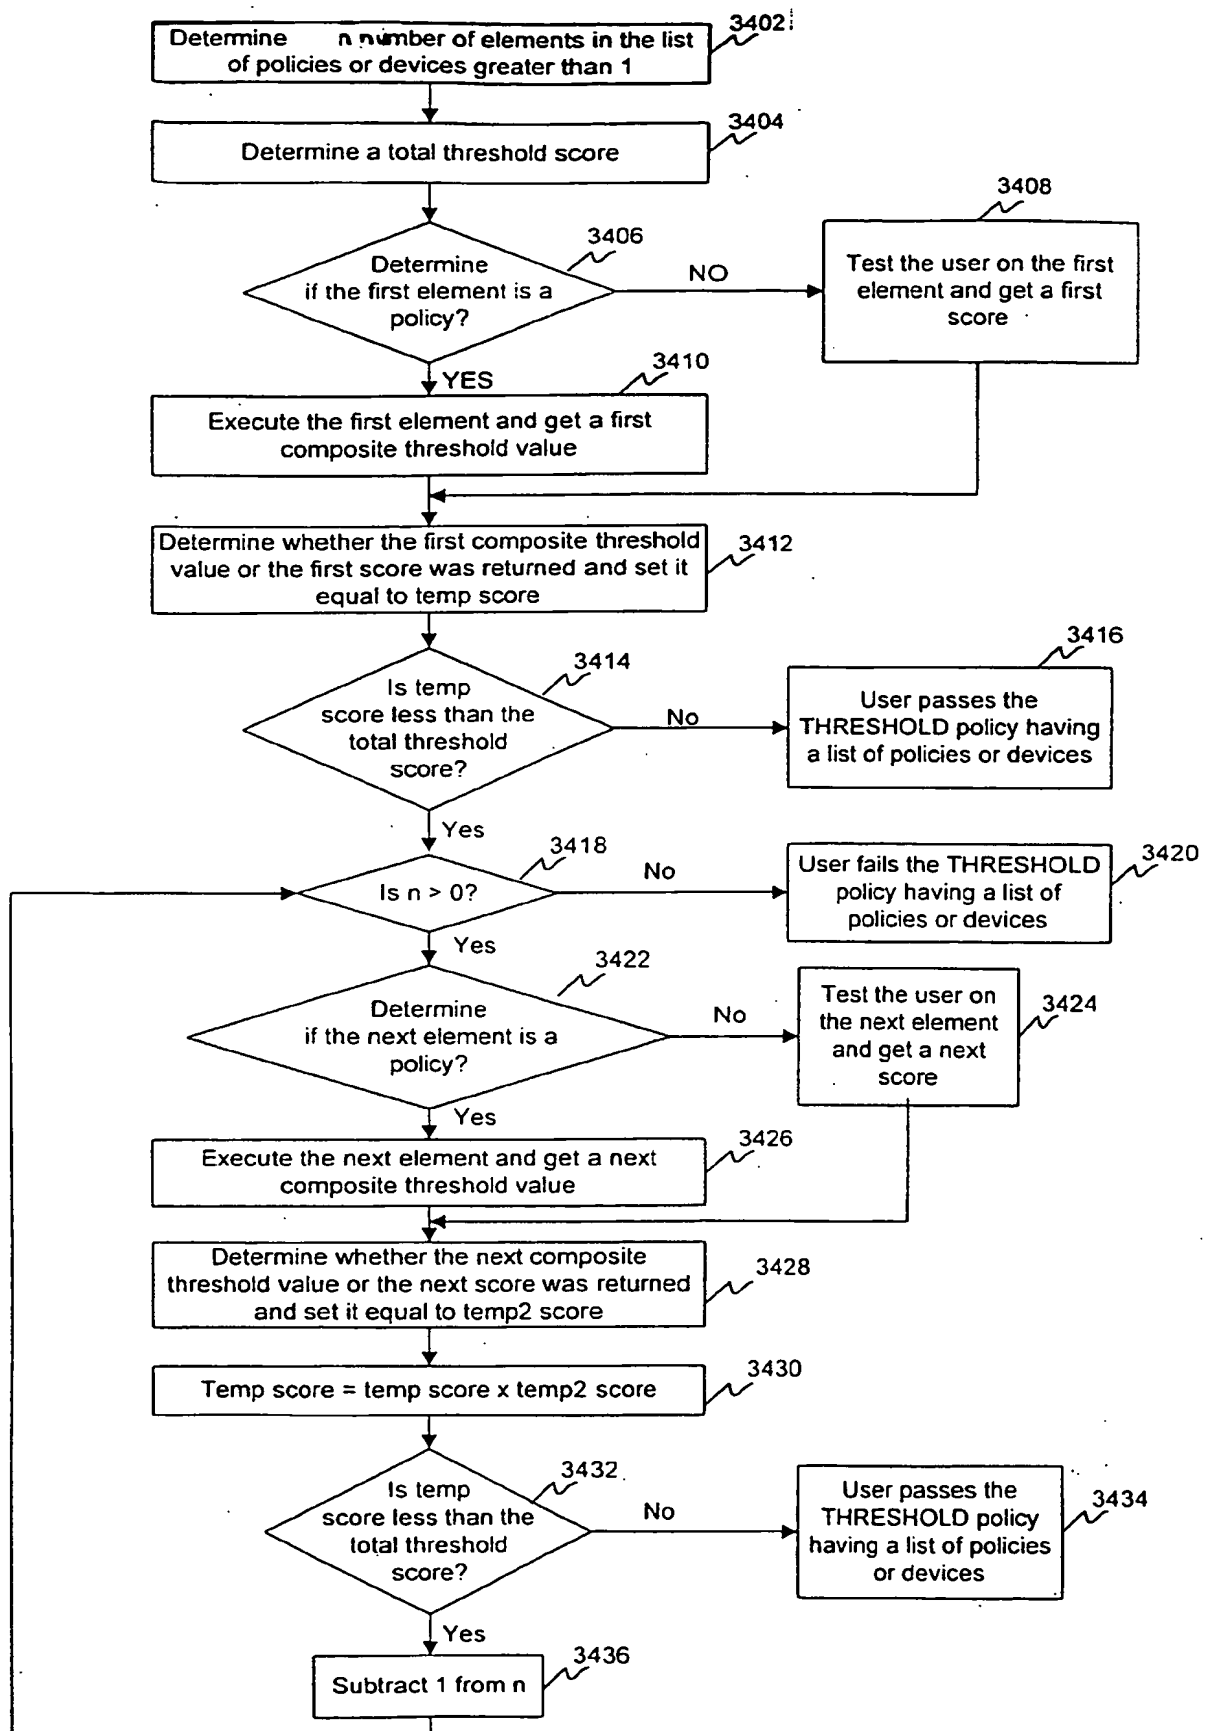 3402
Determine n number of elements in the list
of policies or devices greater than 1
3404
Determine a total threshold score
3406
Determine
if the first element is a
policy?
NO
3408
Test the user on the first
element and get a first
score
YES
3410
Execute the first element and get a first
composite threshold value
3412
Determine whether the first composite threshold
value or the first score was returned and set it
equal to temp score
3414
Is temp
score less than the
total threshold
score?
No
3416
User passes the
THRESHOLD policy having
a list of policies or devices
Yes
3418
Is n > 0?
No
3420
User fails the THRESHOLD
policy having a list of
policies or devices
Yes
3422
Determine
if the next element is a
policy?
No
3424
Test the user on
the next element
and get a next
score
Yes
3426
Execute the next element and get a next
composite threshold value
3428
Determine whether the next composite
threshold value or the next score was returned
and set it equal to temp2 score
3430
Temp score = temp score x temp2 score
3432
Is temp
score less than the
total threshold
score?
No
3434
User passes the
THRESHOLD policy
having a list of policies
or devices
Yes
3436
Subtract 1 from n